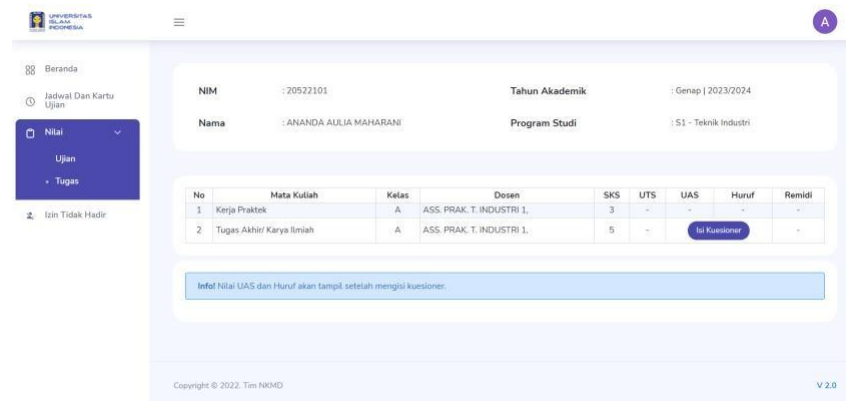 UNIVERSITAS
ISLAM
INDONESIA
A
Beranda
Jadwal Dan Kartu
Ujian
Nilai
Ujian
Tugas
Izin Tidak Hadir
NIM : 20522101 Tahun Akademik : Genap | 2023/2024
Nama : ANANDA AULIA MAHARANI Program Studi : S1 - Teknik Industri
No Mata Kuliah Kelas Dosen SKS UTS UAS Huruf Remidi
1 Kerja Praktek A ASS. PRAK. T. INDUSTRI 1, 3 - - - -
2 Tugas Akhir/ Karya Ilmiah A ASS. PRAK. T. INDUSTRI 1, 5 - Isi Kuesioner -
Info! Nilai UAS dan Huruf akan tampil setelah mengisi kuesioner.
Copyright © 2022. Tim NKMD V 2.0